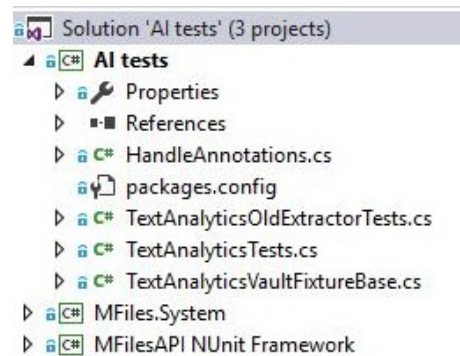 Solution 'AI tests' (3 projects)
C# AI tests
Properties
References
C# HandleAnnotations.cs
packages.config
C# TextAnalyticsOldExtractorTests.cs
C# TextAnalyticsTests.cs
C# TextAnalyticsVaultFixtureBase.cs
C# MFiles.System
C# MFilesAPI NUnit Framework